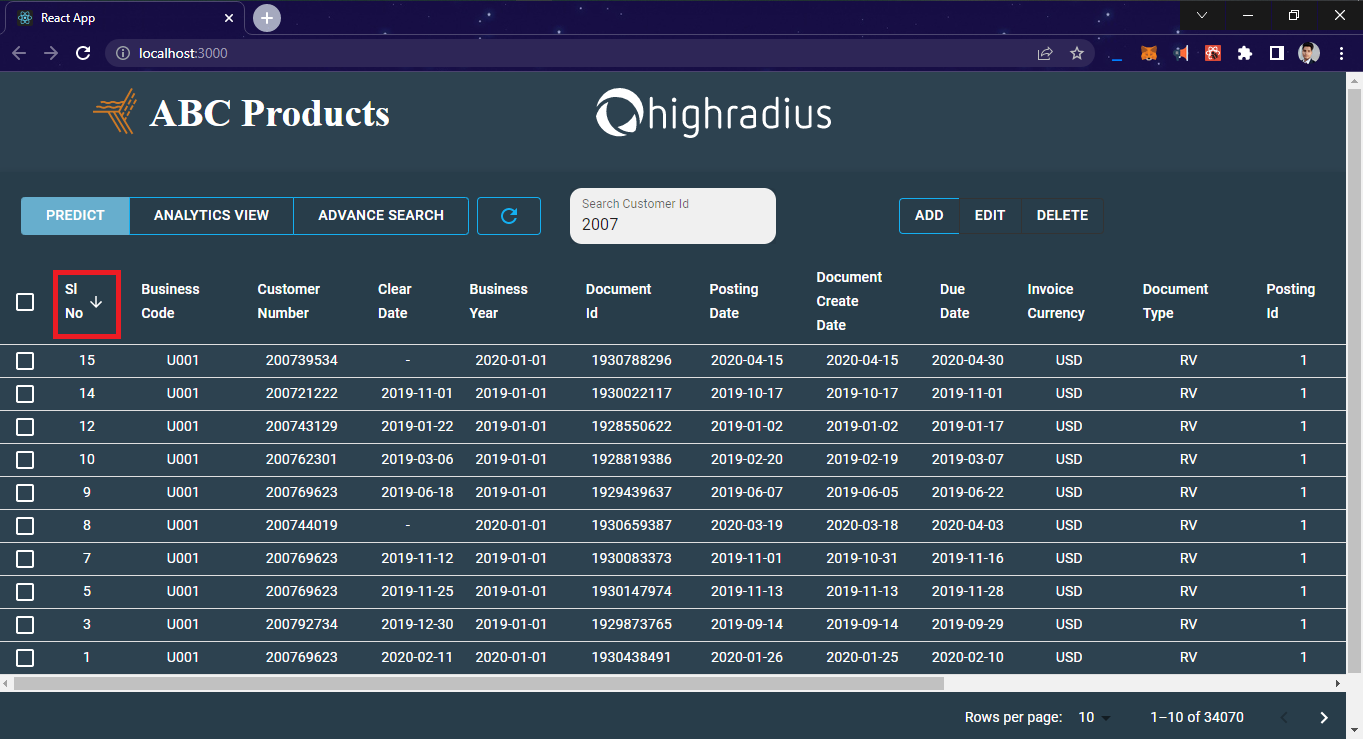 React App
localhost:3000
ABC Products
highradius
PREDICT ANALYTICS VIEW ADVANCE SEARCH
Search Customer Id
2007
ADD EDIT DELETE
Sl No Business Code Customer Number Clear Date Business Year Document Id Posting Date Document Create Date Due Date Invoice Currency Document Type Posting Id
15 U001 200739534 - 2020-01-01 1930788296 2020-04-15 2020-04-15 2020-04-30 USD RV 1
14 U001 200721222 2019-11-01 2019-01-01 1930022117 2019-10-17 2019-10-17 2019-11-01 USD RV 1
12 U001 200743129 2019-01-22 2019-01-01 1928550622 2019-01-02 2019-01-02 2019-01-17 USD RV 1
10 U001 200762301 2019-03-06 2019-01-01 1928819386 2019-02-20 2019-02-19 2019-03-07 USD RV 1
9 U001 200769623 2019-06-18 2019-01-01 1929439637 2019-06-07 2019-06-05 2019-06-22 USD RV 1
8 U001 200744019 - 2020-01-01 1930659387 2020-03-19 2020-03-18 2020-04-03 USD RV 1
7 U001 200769623 2019-11-12 2019-01-01 1930083373 2019-11-01 2019-10-31 2019-11-16 USD RV 1
5 U001 200769623 2019-11-25 2019-01-01 1930147974 2019-11-13 2019-11-13 2019-11-28 USD RV 1
3 U001 200792734 2019-12-30 2019-01-01 1929873765 2019-09-14 2019-09-14 2019-09-29 USD RV 1
1 U001 200769623 2020-02-11 2020-01-01 1930438491 2020-01-26 2020-01-25 2020-02-10 USD RV 1
Rows per page: 10 1–10 of 34070